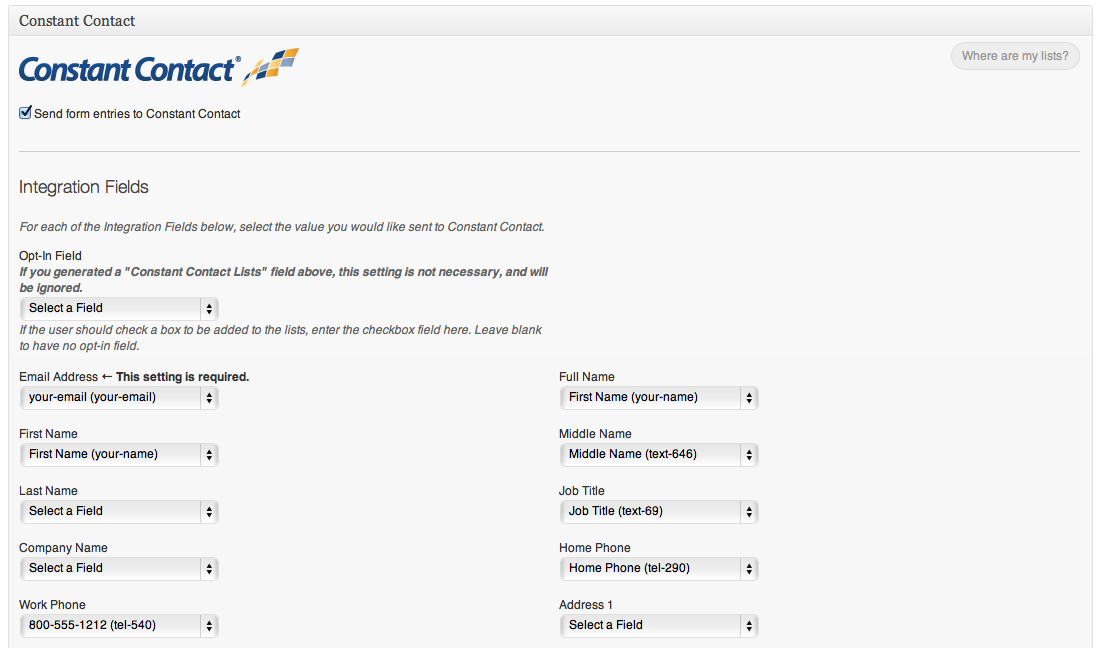 Constant Contact
Constant Contact®
Where are my lists?
Send form entries to Constant Contact
Integration Fields
For each of the Integration Fields below, select the value you would like sent to Constant Contact.
Opt-In Field
If you generated a "Constant Contact Lists" field above, this setting is not necessary, and will
be ignored.
Select a Field
If the user should check a box to be added to the lists, enter the checkbox field here. Leave blank
to have no opt-in field.
Email Address ← This setting is required.
your-email (your-email)
Full Name
First Name (your-name)
First Name
First Name (your-name)
Middle Name
Middle Name (text-646)
Last Name
Select a Field
Job Title
Job Title (text-69)
Company Name
Select a Field
Home Phone
Home Phone (tel-290)
Work Phone
800-555-1212 (tel-540)
Address 1
Select a Field